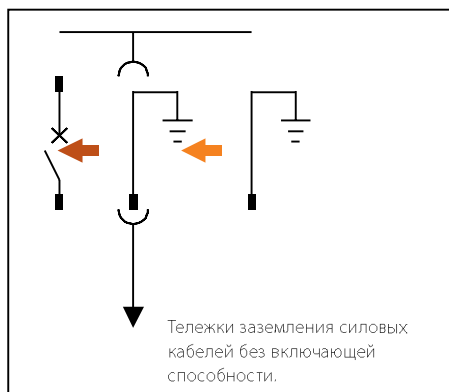 Тележки заземления силовых
кабелей без включающей
способности.